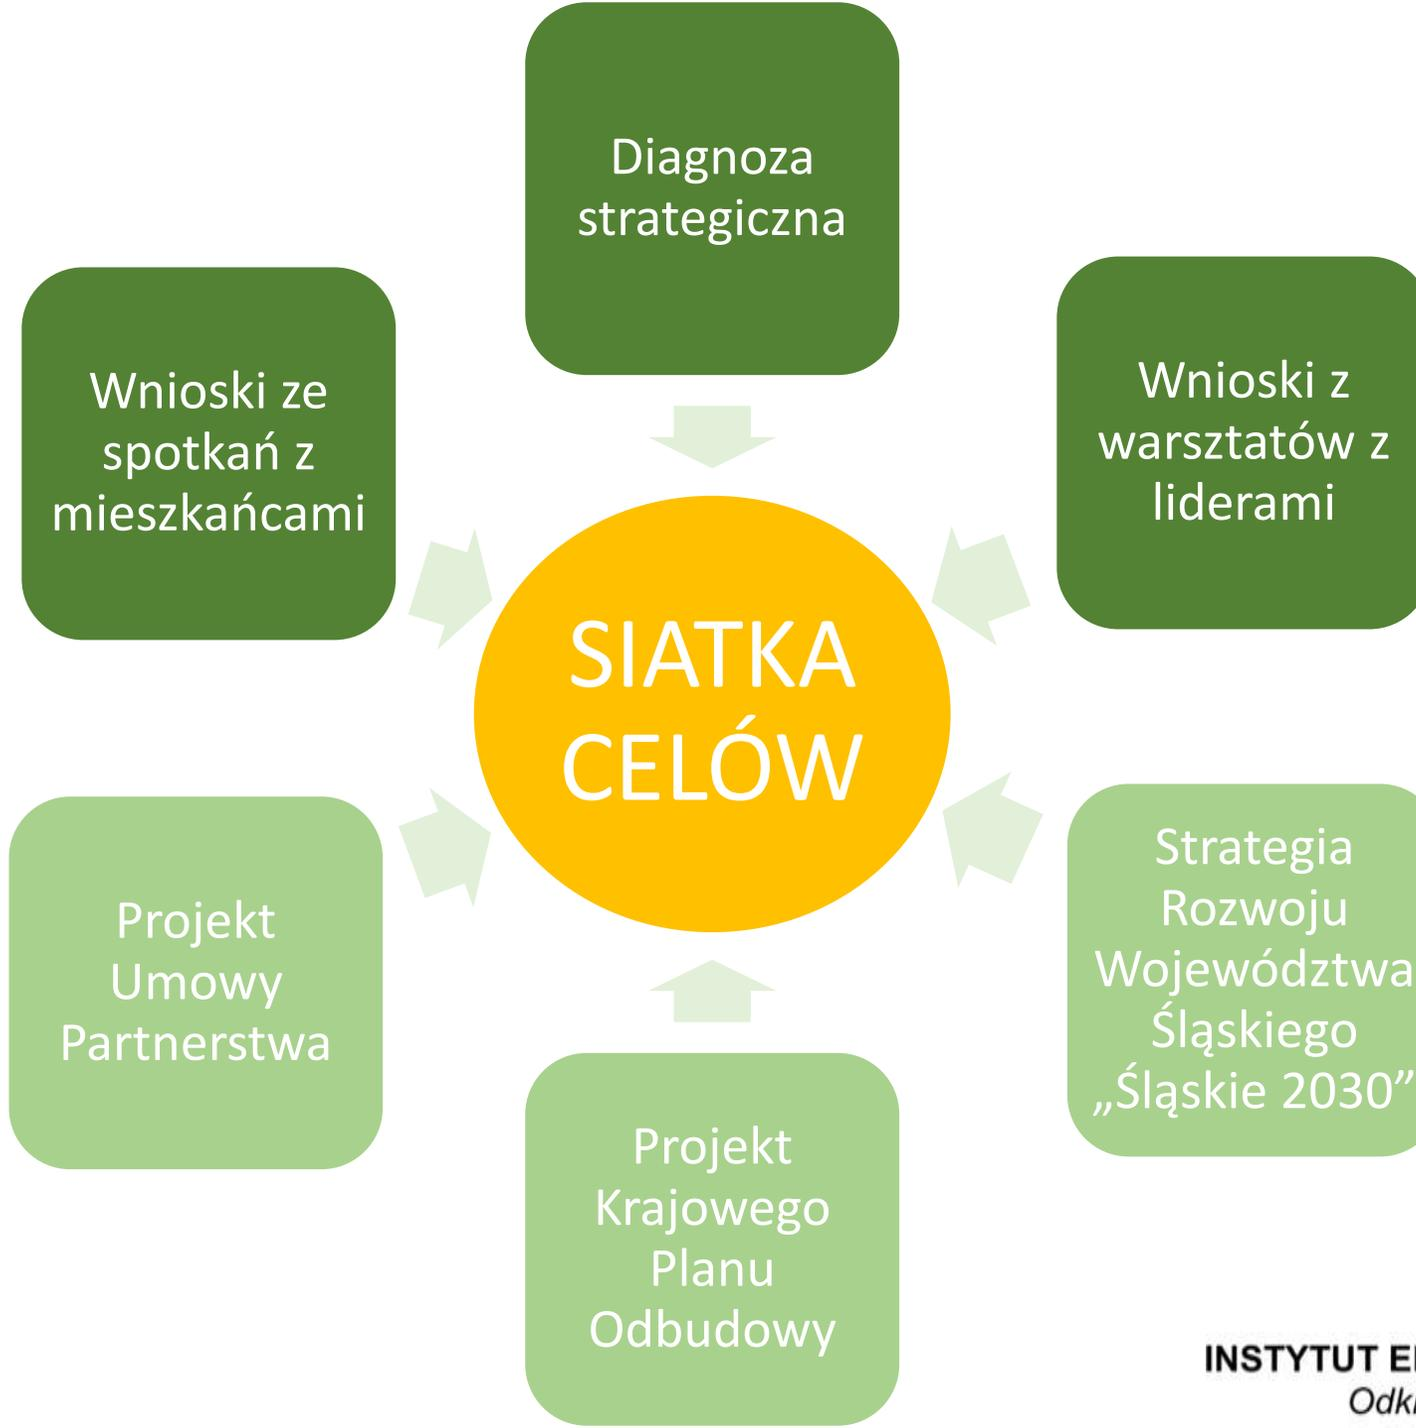 Diagnoza
strategiczna
Wnioski ze
spotkań z
mieszkańcami
Wnioski z
warsztatów z
liderami
SIATKA
CELÓW
Projekt
Umowy
Partnerstwa
Strategia
Rozwoju
Województwa
Śląskiego
„Śląskie 2030”
Projekt
Krajowego
Planu
Odbudowy
INSTYTUT